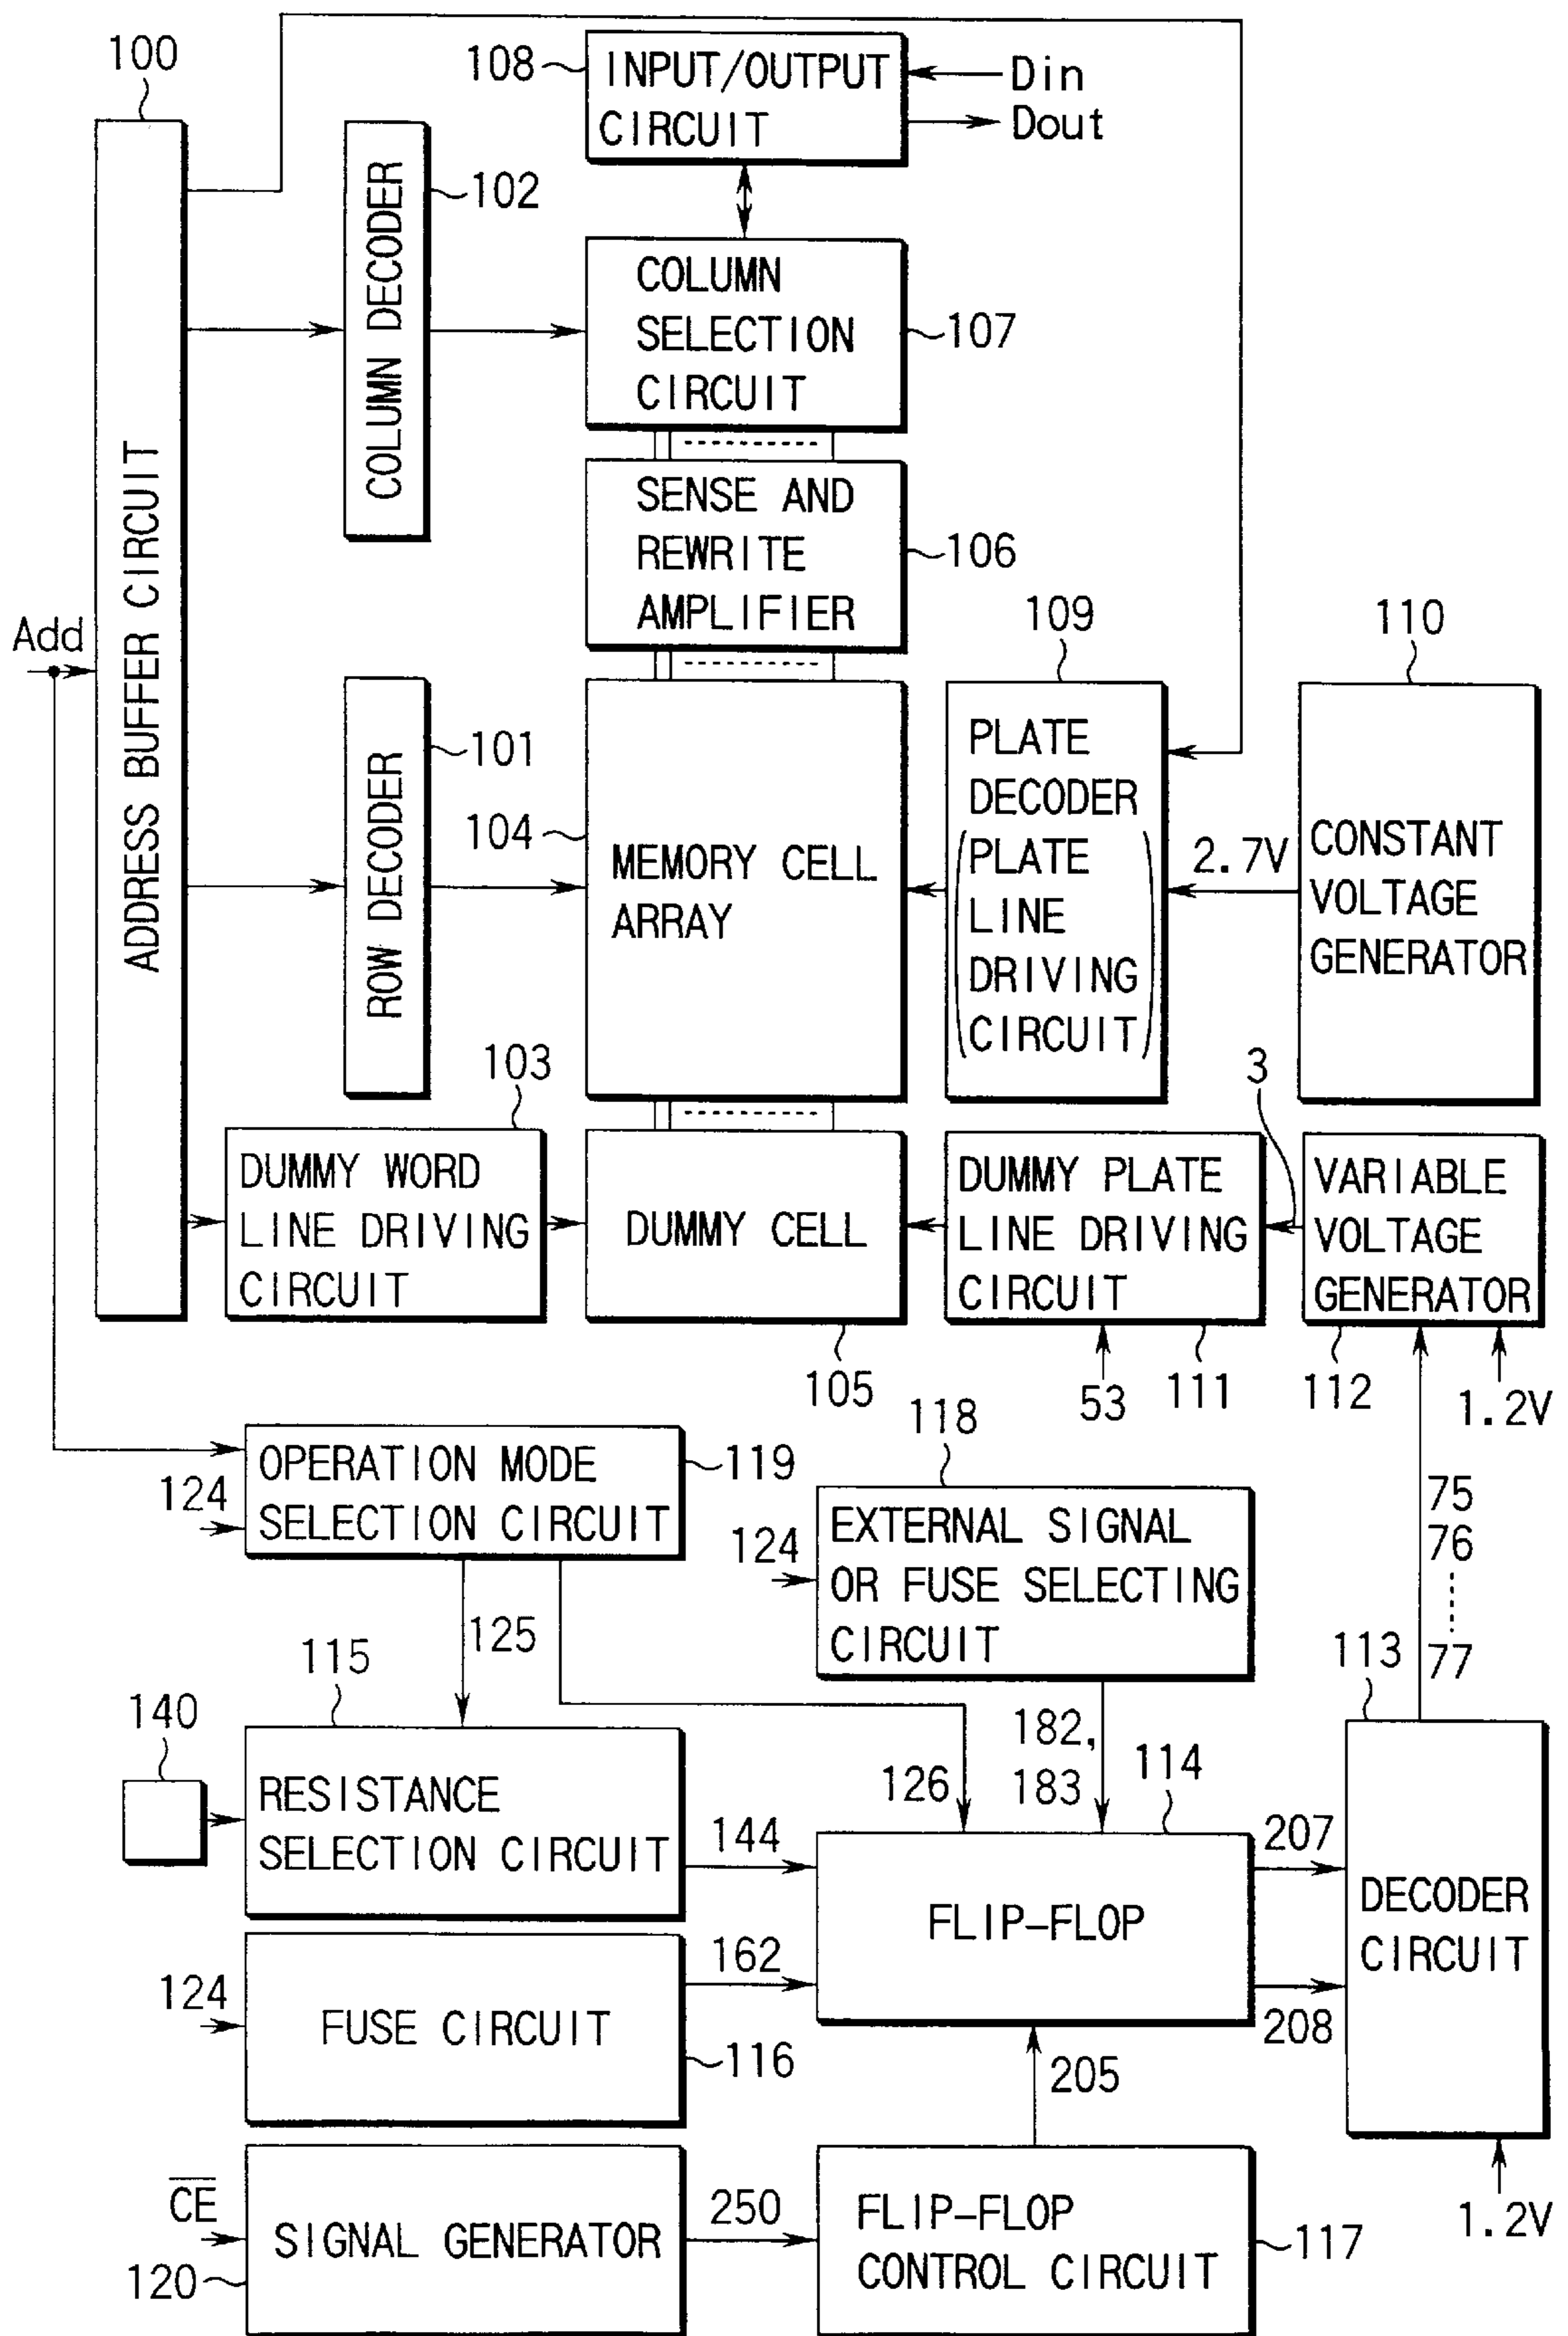 100
108
INPUT/OUTPUT
CIRCUIT
Din
Dout
102
COLUMN DECODER
COLUMN
SELECTION
CIRCUIT
107
ADDRESS BUFFER CIRCUIT
SENSE AND
REWRITE
AMPLIFIER
106
Add
109
110
101
ROW DECODER
104
MEMORY CELL
ARRAY
PLATE
DECODER
(PLATE
LINE
DRIVING
CIRCUIT)
2.7V
CONSTANT
VOLTAGE
GENERATOR
103
3
DUMMY WORD
LINE DRIVING
CIRCUIT
DUMMY CELL
DUMMY PLATE
LINE DRIVING
CIRCUIT
VARIABLE
VOLTAGE
GENERATOR
105
53
111
112
1.2V
118
OPERATION MODE
SELECTION CIRCUIT
119
124
124
EXTERNAL SIGNAL
OR FUSE SELECTING
CIRCUIT
75
76
77
125
115
113
140
182,
183
126
114
RESISTANCE
SELECTION CIRCUIT
144
207
FLIP-FLOP
DECODER
CIRCUIT
162
124
FUSE CIRCUIT
208
116
205
CE
250
SIGNAL GENERATOR
FLIP-FLOP
CONTROL CIRCUIT
117
1.2V
120